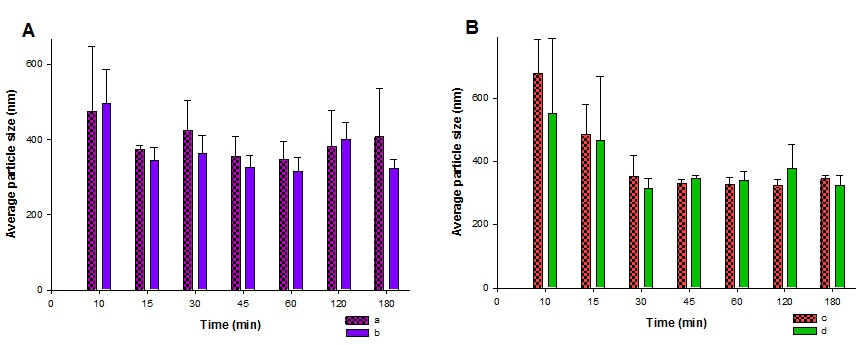 A
Average particle size (nm)
600
400
200
0
0 10 15 30 45 60 120 180
Time (min)
a
b
B
Average particle size (nm)
600
400
200
0
0 10 15 30 45 60 120 180
Time (min)
c
d